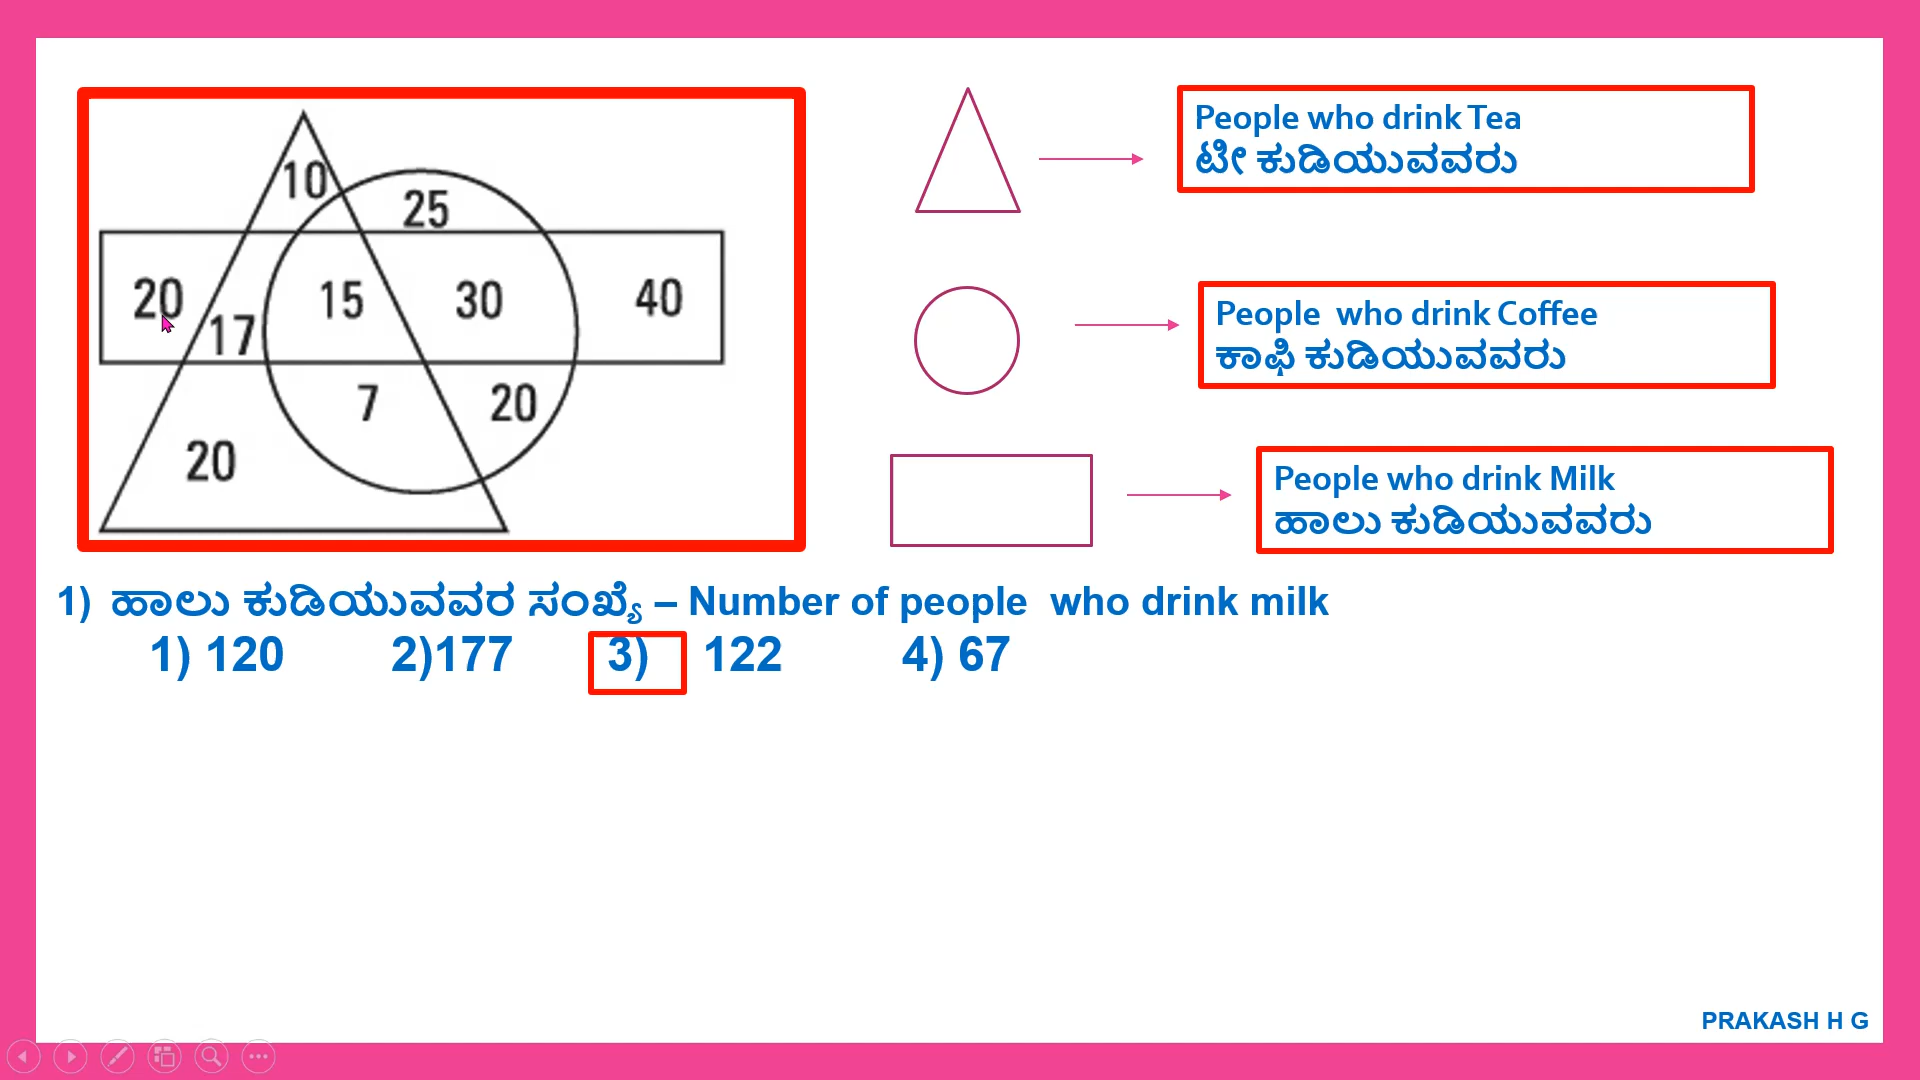 10
25
20
15
30
40
17
7
20
20
People who drink Tea
ಟೀ ಕುಡಿಯುವವರು
People who drink Coffee
ಕಾಫಿ ಕುಡಿಯುವವರು
People who drink Milk
ಹಾಲು ಕುಡಿಯುವವರು
1) ಹಾಲು ಕುಡಿಯುವವರ ಸಂಖ್ಯೆ – Number of people who drink milk
1) 120 2)177 3) 122 4) 67
PRAKASH H G